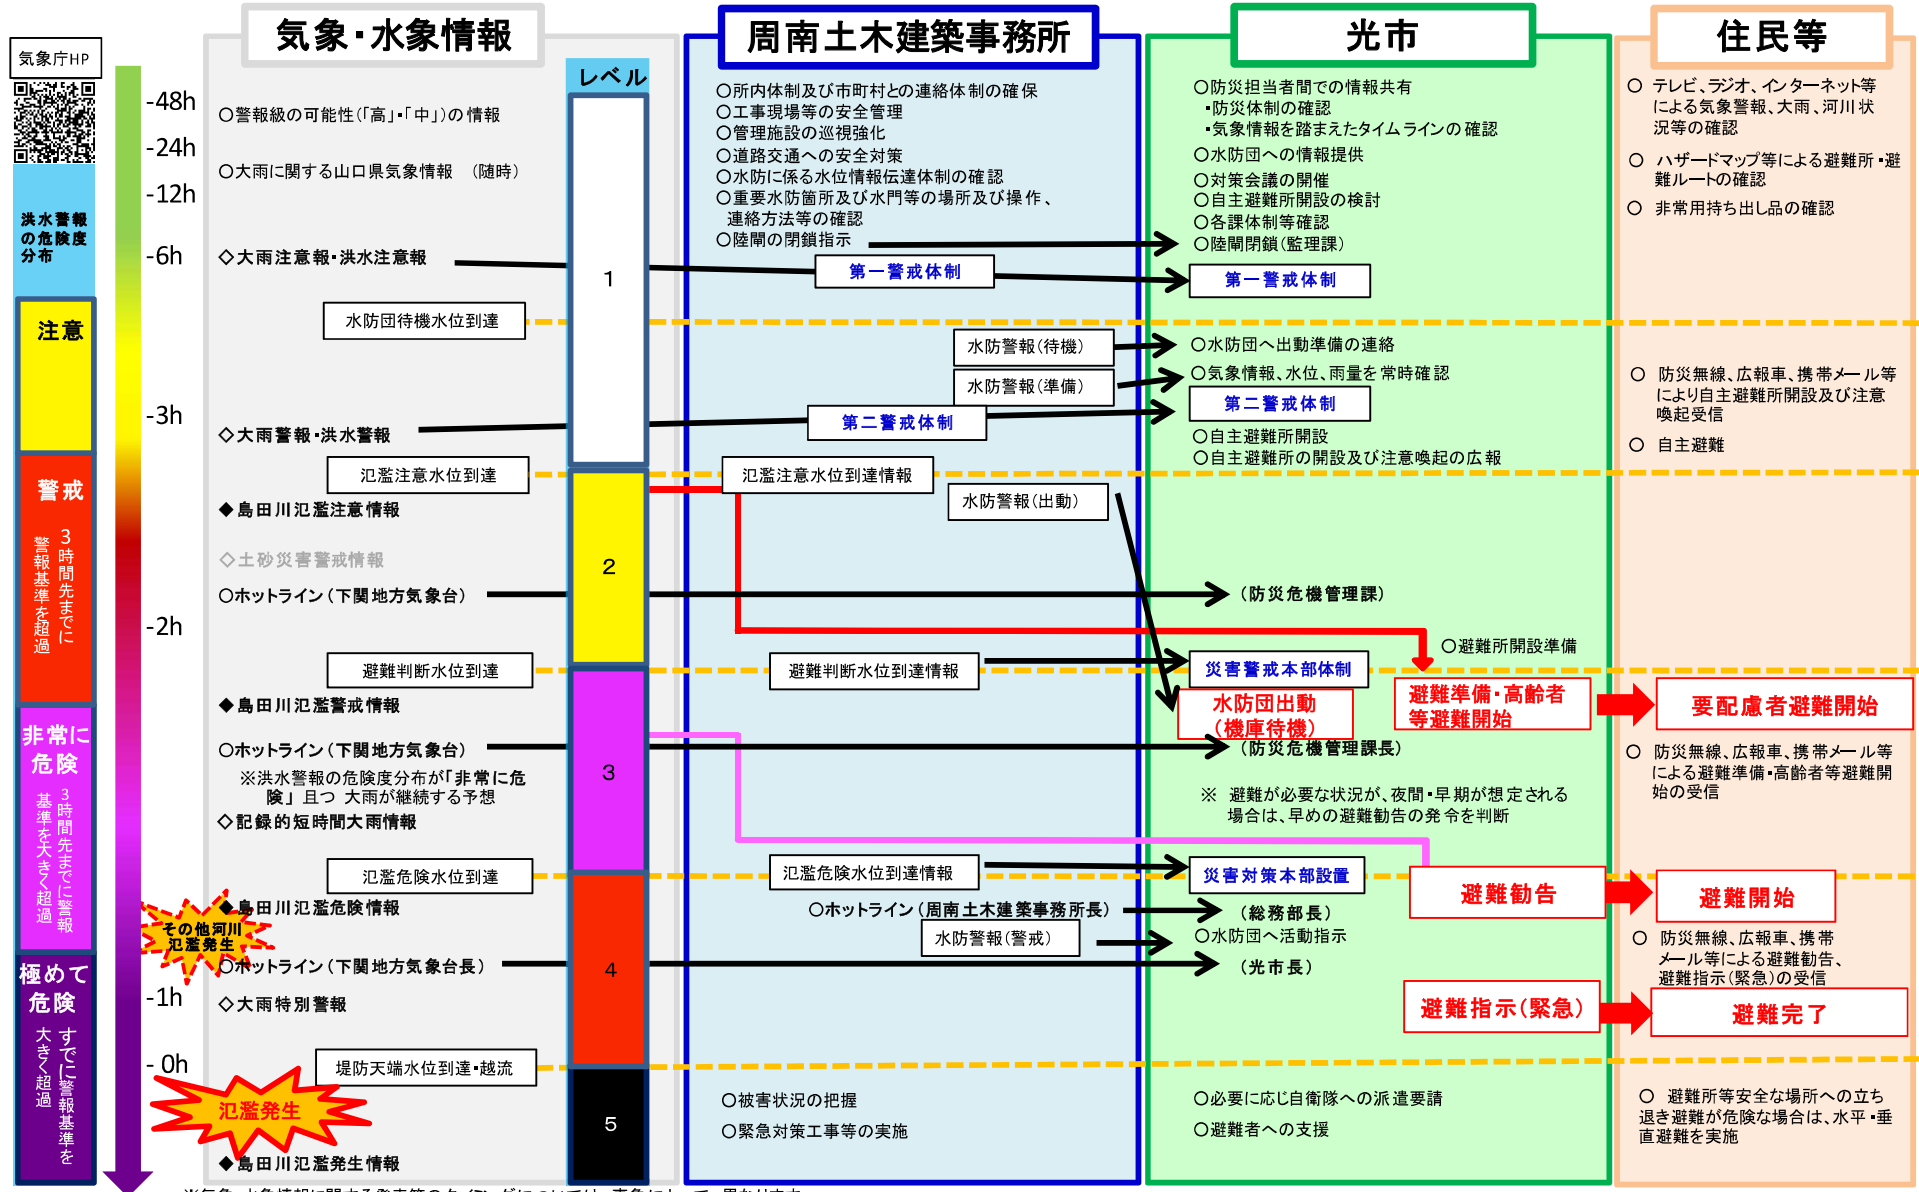 気象庁HP
洪水警報
の危険度
分布
注意
警戒
3時間先までに
警報基準を超過
非常に
危険
3時間先までに警報
基準を大きく超過
極めて
危険
すでに警報基準を
大きく超過
-48h
-24h
-12h
-6h
-3h
-2h
-1h
- 0h
気象・水象情報
レベル
1
2
3
4
5
○警報級の可能性(「高」・「中」)の情報
○大雨に関する山口県気象情報 (随時)
◇大雨注意報・洪水注意報
水防団待機水位到達
◇大雨警報・洪水警報
氾濫注意水位到達
◆島田川氾濫注意情報
◇土砂災害警戒情報
○ホットライン(下関地方気象台)
避難判断水位到達
◆島田川氾濫警戒情報
○ホットライン(下関地方気象台)
※洪水警報の危険度分布が「非常に危
険」 且つ 大雨が継続する予想
◇記録的短時間大雨情報
氾濫危険水位到達
◆島田川氾濫危険情報
その他河川
氾濫発生
○ホットライン(下関地方気象台長)
◇大雨特別警報
堤防天端水位到達・越流
氾濫発生
◆島田川氾濫発生情報
周南土木建築事務所
○所内体制及び市町村との連絡体制の確保
○工事現場等の安全管理
○管理施設の巡視強化
○道路交通への安全対策
○水防に係る水位情報伝達体制の確認
○重要水防箇所及び水門等の場所及び操作、
連絡方法等の確認
○陸閘の閉鎖指示
第一警戒体制
水防警報(待機)
水防警報(準備)
第二警戒体制
氾濫注意水位到達情報
水防警報(出動)
避難判断水位到達情報
氾濫危険水位到達情報
○ホットライン(周南土木建築事務所長)
水防警報(警戒)
○被害状況の把握
○緊急対策工事等の実施
光市
○防災担当者間での情報共有
・防災体制の確認
・気象情報を踏まえたタイムラインの確認
○水防団への情報提供
○対策会議の開催
○自主避難所開設の検討
○各課体制等確認
○陸閘閉鎖(監理課)
第一警戒体制
○水防団へ出動準備の連絡
○気象情報、水位、雨量を常時確認
第二警戒体制
○自主避難所開設
○自主避難所の開設及び注意喚起の広報
(防災危機管理課)
○避難所開設準備
災害警戒本部体制
水防団出動
(機庫待機)
避難準備・高齢者
等避難開始
(防災危機管理課長)
※ 避難が必要な状況が、夜間・早期が想定される
場合は、早めの避難勧告の発令を判断
災害対策本部設置
避難勧告
(総務部長)
○水防団へ活動指示
(光市長)
避難指示(緊急)
○必要に応じ自衛隊への派遣要請
○避難者への支援
住民等
○ テレビ、ラジオ、インターネット等
による気象警報、大雨、河川状
況等の確認
○ ハザードマップ等による避難所・避
難ルートの確認
○ 非常用持ち出し品の確認
○ 防災無線、広報車、携帯メール等
により自主避難所開設及び注意
喚起受信
○ 自主避難
要配慮者避難開始
○ 防災無線、広報車、携帯メール等
による避難準備・高齢者等避難開
始の受信
避難開始
○ 防災無線、広報車、携帯
メール等による避難勧告、
避難指示(緊急)の受信
避難完了
○ 避難所等安全な場所への立ち
退き避難が危険な場合は、水平・垂
直避難を実施